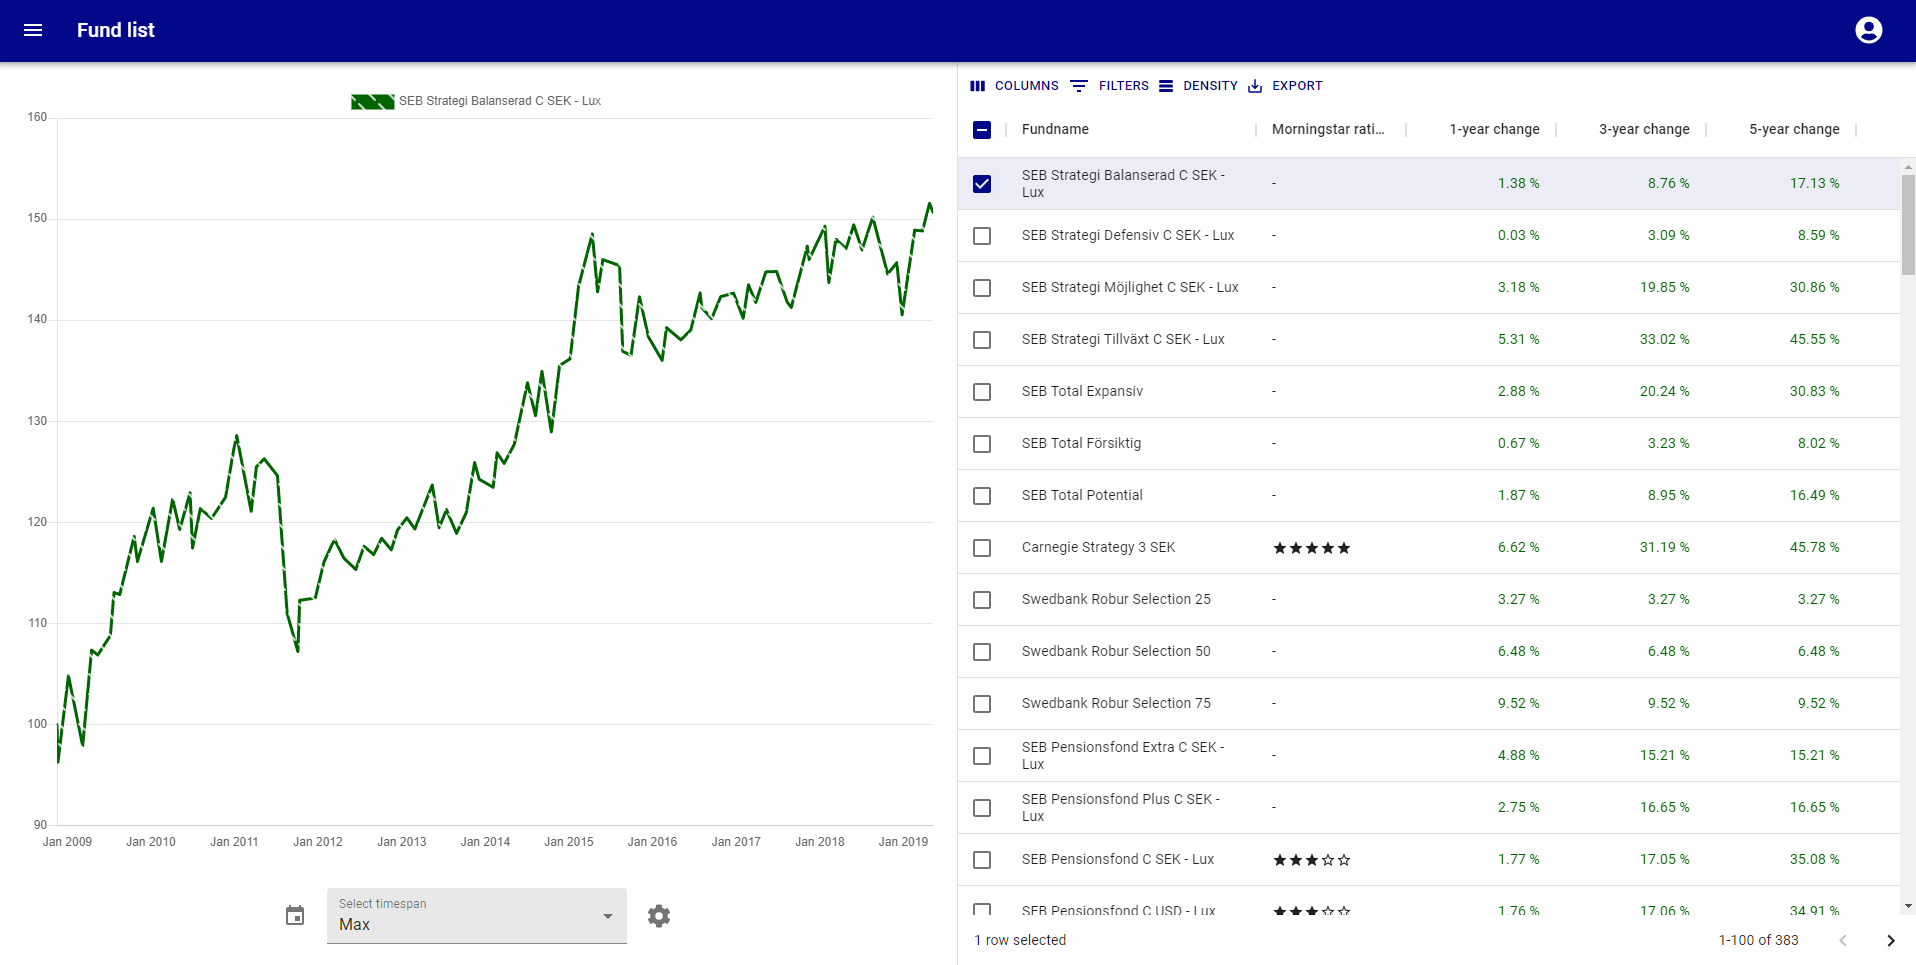 Fund list
SEB Strategi Balanserad C SEK - Lux
160
150
140
130
120
110
100
90
Jan 2009 Jan 2010 Jan 2011 Jan 2012 Jan 2013 Jan 2014 Jan 2015 Jan 2016 Jan 2017 Jan 2018 Jan 2019
Select timespan
Max
COLUMNS FILTERS DENSITY EXPORT
Fundname Morningstar rati... 1-year change 3-year change 5-year change
SEB Strategi Balanserad C SEK -
Lux - 1.38 % 8.76 % 17.13 %
SEB Strategi Defensiv C SEK - Lux - 0.03 % 3.09 % 8.59 %
SEB Strategi Möjlighet C SEK - Lux - 3.18 % 19.85 % 30.86 %
SEB Strategi Tillväxt C SEK - Lux - 5.31 % 33.02 % 45.55 %
SEB Total Expansiv - 2.88 % 20.24 % 30.83 %
SEB Total Försiktig - 0.67 % 3.23 % 8.02 %
SEB Total Potential - 1.87 % 8.95 % 16.49 %
Carnegie Strategy 3 SEK ★★★★★ 6.62 % 31.19 % 45.78 %
Swedbank Robur Selection 25 - 3.27 % 3.27 % 3.27 %
Swedbank Robur Selection 50 - 6.48 % 6.48 % 6.48 %
Swedbank Robur Selection 75 - 9.52 % 9.52 % 9.52 %
SEB Pensionsfond Extra C SEK -
Lux - 4.88 % 15.21 % 15.21 %
SEB Pensionsfond Plus C SEK -
Lux - 2.75 % 16.65 % 16.65 %
SEB Pensionsfond C SEK - Lux ★★★☆☆ 1.77 % 17.05 % 35.08 %
SEB Pensionsfond C USD - Lux ★★★☆☆ 1.76 % 17.06 % 34.91 %
1 row selected 1-100 of 383